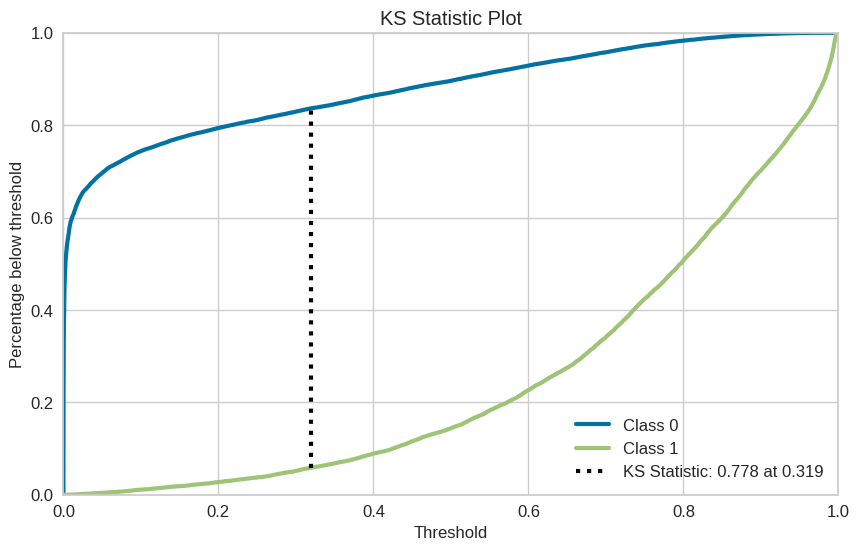 KS Statistic Plot
Percentage below threshold
1.0
0.8
0.6
0.4
0.2
0.0
Class 0
Class 1
KS Statistic: 0.778 at 0.319
0.0 0.2 0.4 0.6 0.8 1.0
Threshold